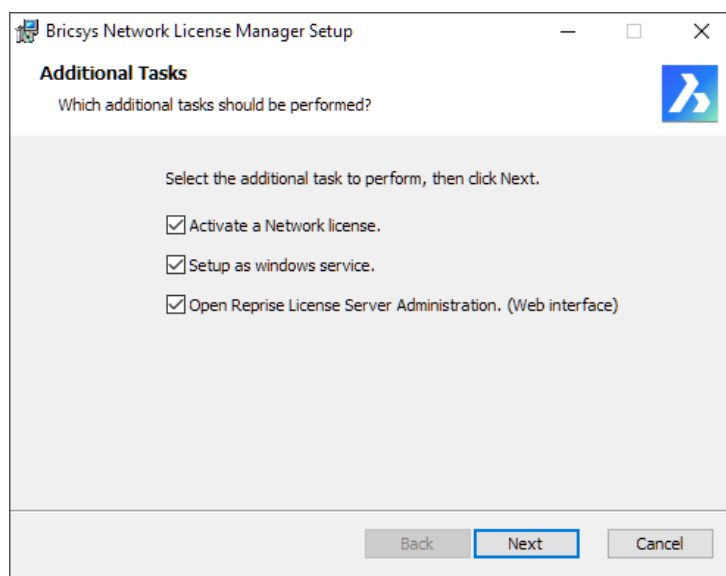 Bricsys Network License Manager Setup
Additional Tasks
Which additional tasks should be performed?
Select the additional task to perform, then click Next.
Activate a Network license.
Setup as windows service.
Open Reprise License Server Administration. (Web interface)
Back Next Cancel